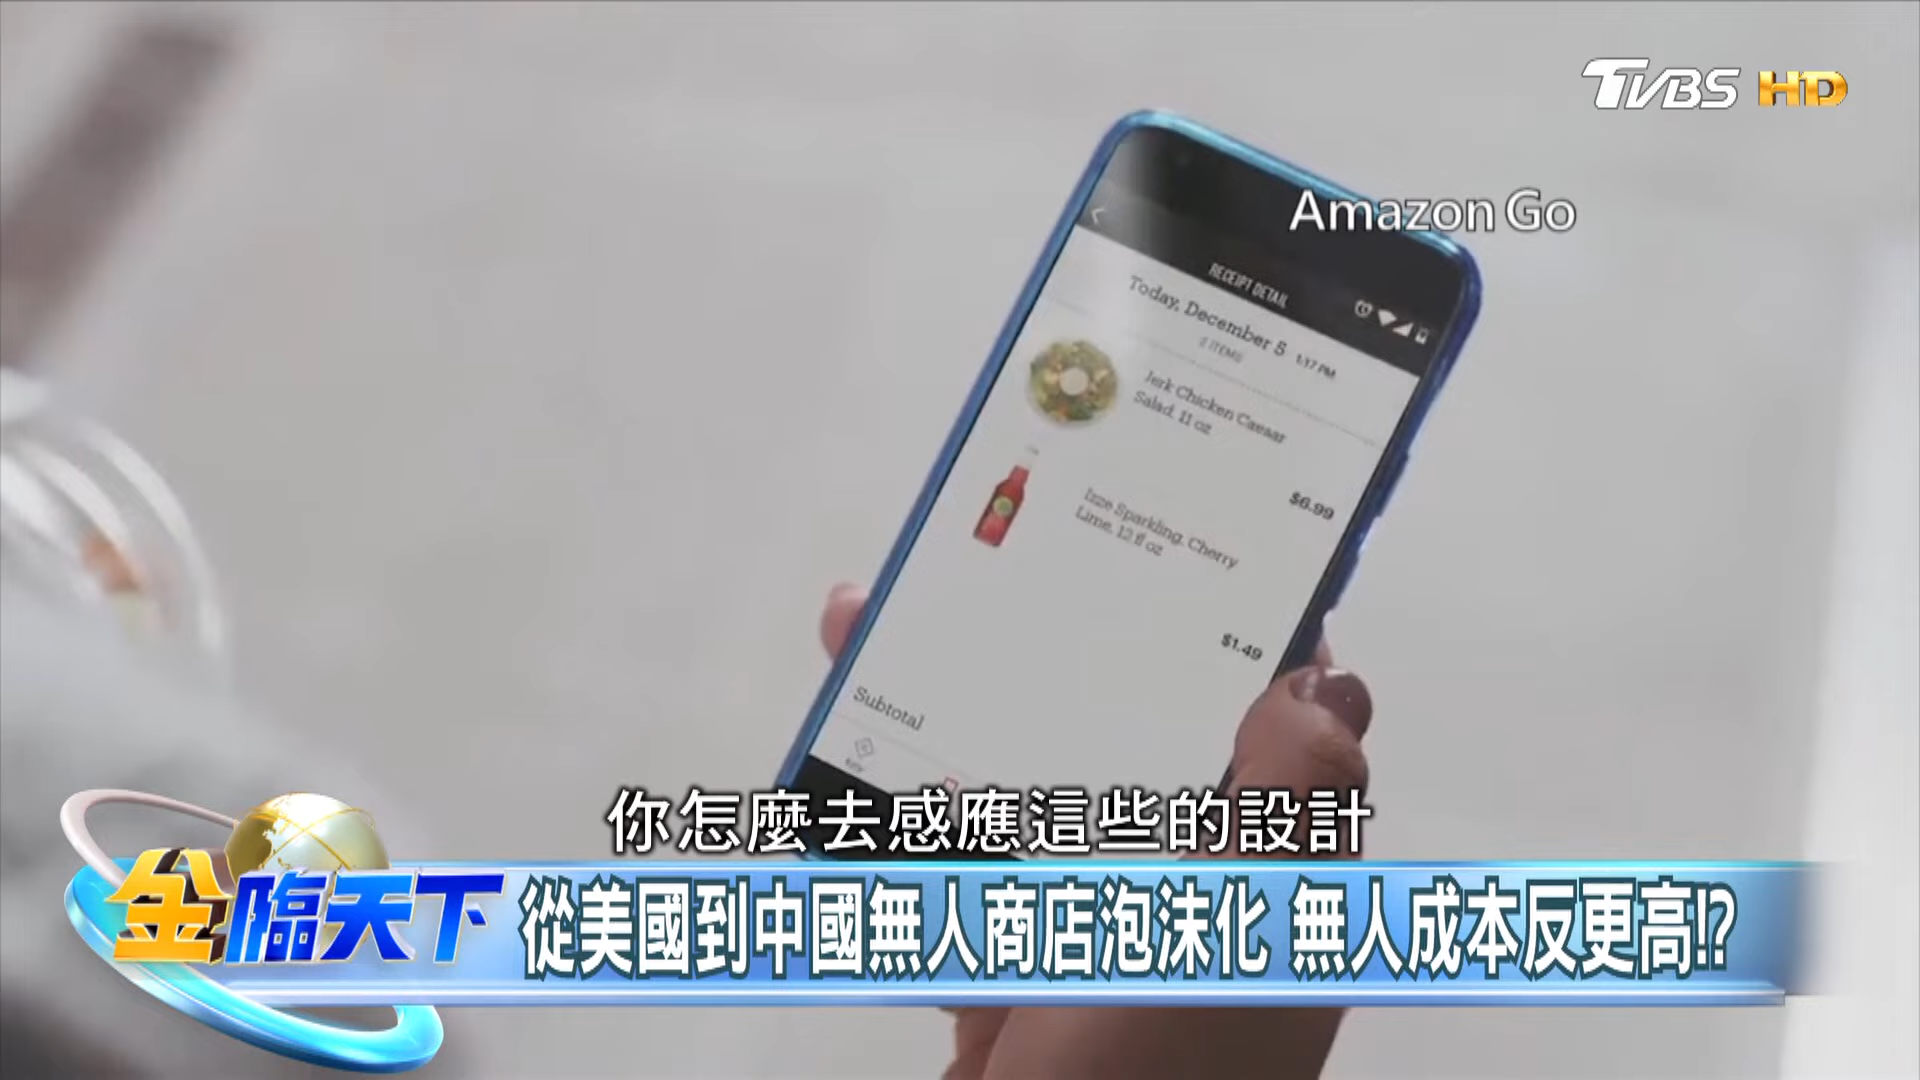 TVBS HD
Amazon Go
RECEIPT DETAIL
Today, December 5 1:17 PM
2 ITEMS
Jerk Chicken Caesar
Salad, 11 oz
$6.99
Izze Sparkling, Cherry
Lime, 12 fl oz
$1.49
Subtotal
你怎麼去感應這些的設計
金臨天下
從美國到中國無人商店泡沫化 無人成本反更高!?